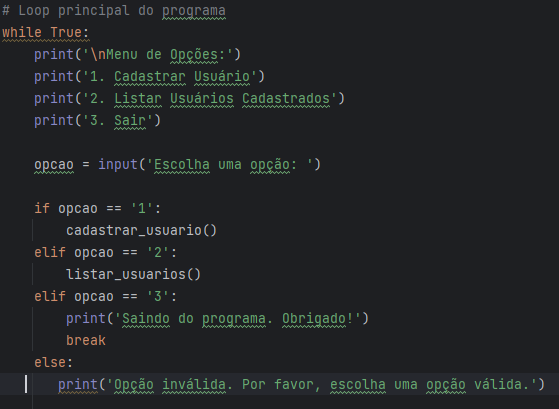 # Loop principal do programa
while True:
    print('\nMenu de Opções:')
    print('1. Cadastrar Usuário')
    print('2. Listar Usuários Cadastrados')
    print('3. Sair')

    opcao = input('Escolha uma opção: ')

    if opcao == '1':
        cadastrar_usuario()
    elif opcao == '2':
        listar_usuarios()
    elif opcao == '3':
        print('Saindo do programa. Obrigado!')
        break
    else:
       print('Opção inválida. Por favor, escolha uma opção válida.')